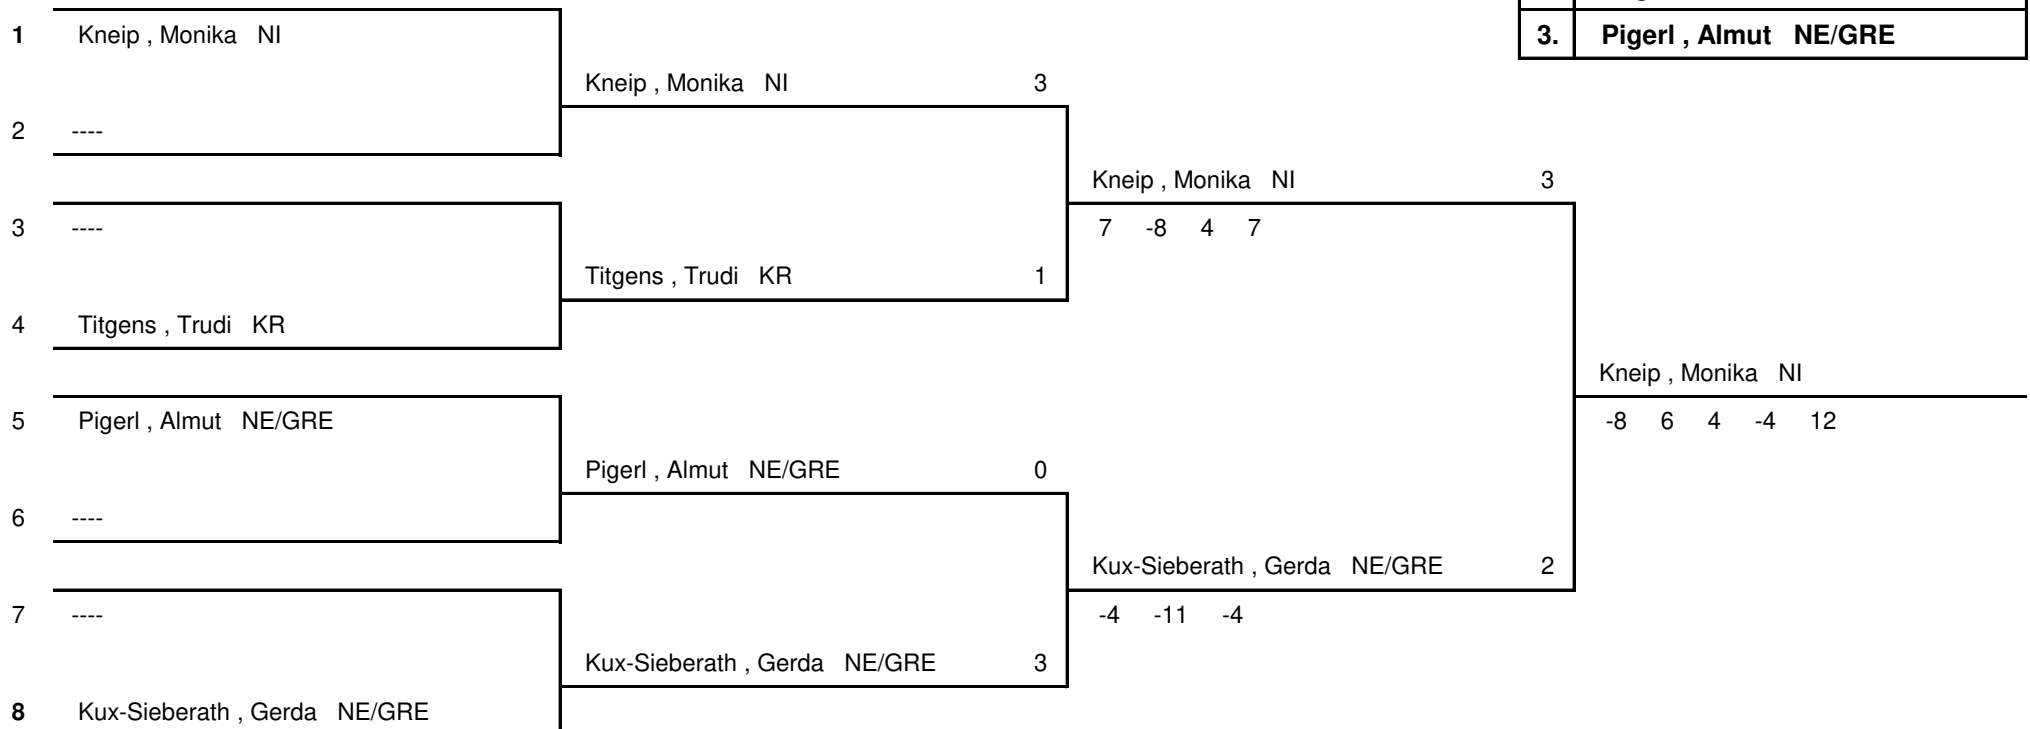 3. Pigerl , Almut NE/GRE
1 Kneip , Monika NI
Kneip , Monika NI 3
2 ----
Kneip , Monika NI 3
3 ----
7 -8 4 7
Titgens , Trudi KR 1
4 Titgens , Trudi KR
Kneip , Monika NI
5 Pigerl , Almut NE/GRE
-8 6 4 -4 12
Pigerl , Almut NE/GRE 0
6 ----
Kux-Sieberath , Gerda NE/GRE 2
7 ----
-4 -11 -4
Kux-Sieberath , Gerda NE/GRE 3
8 Kux-Sieberath , Gerda NE/GRE